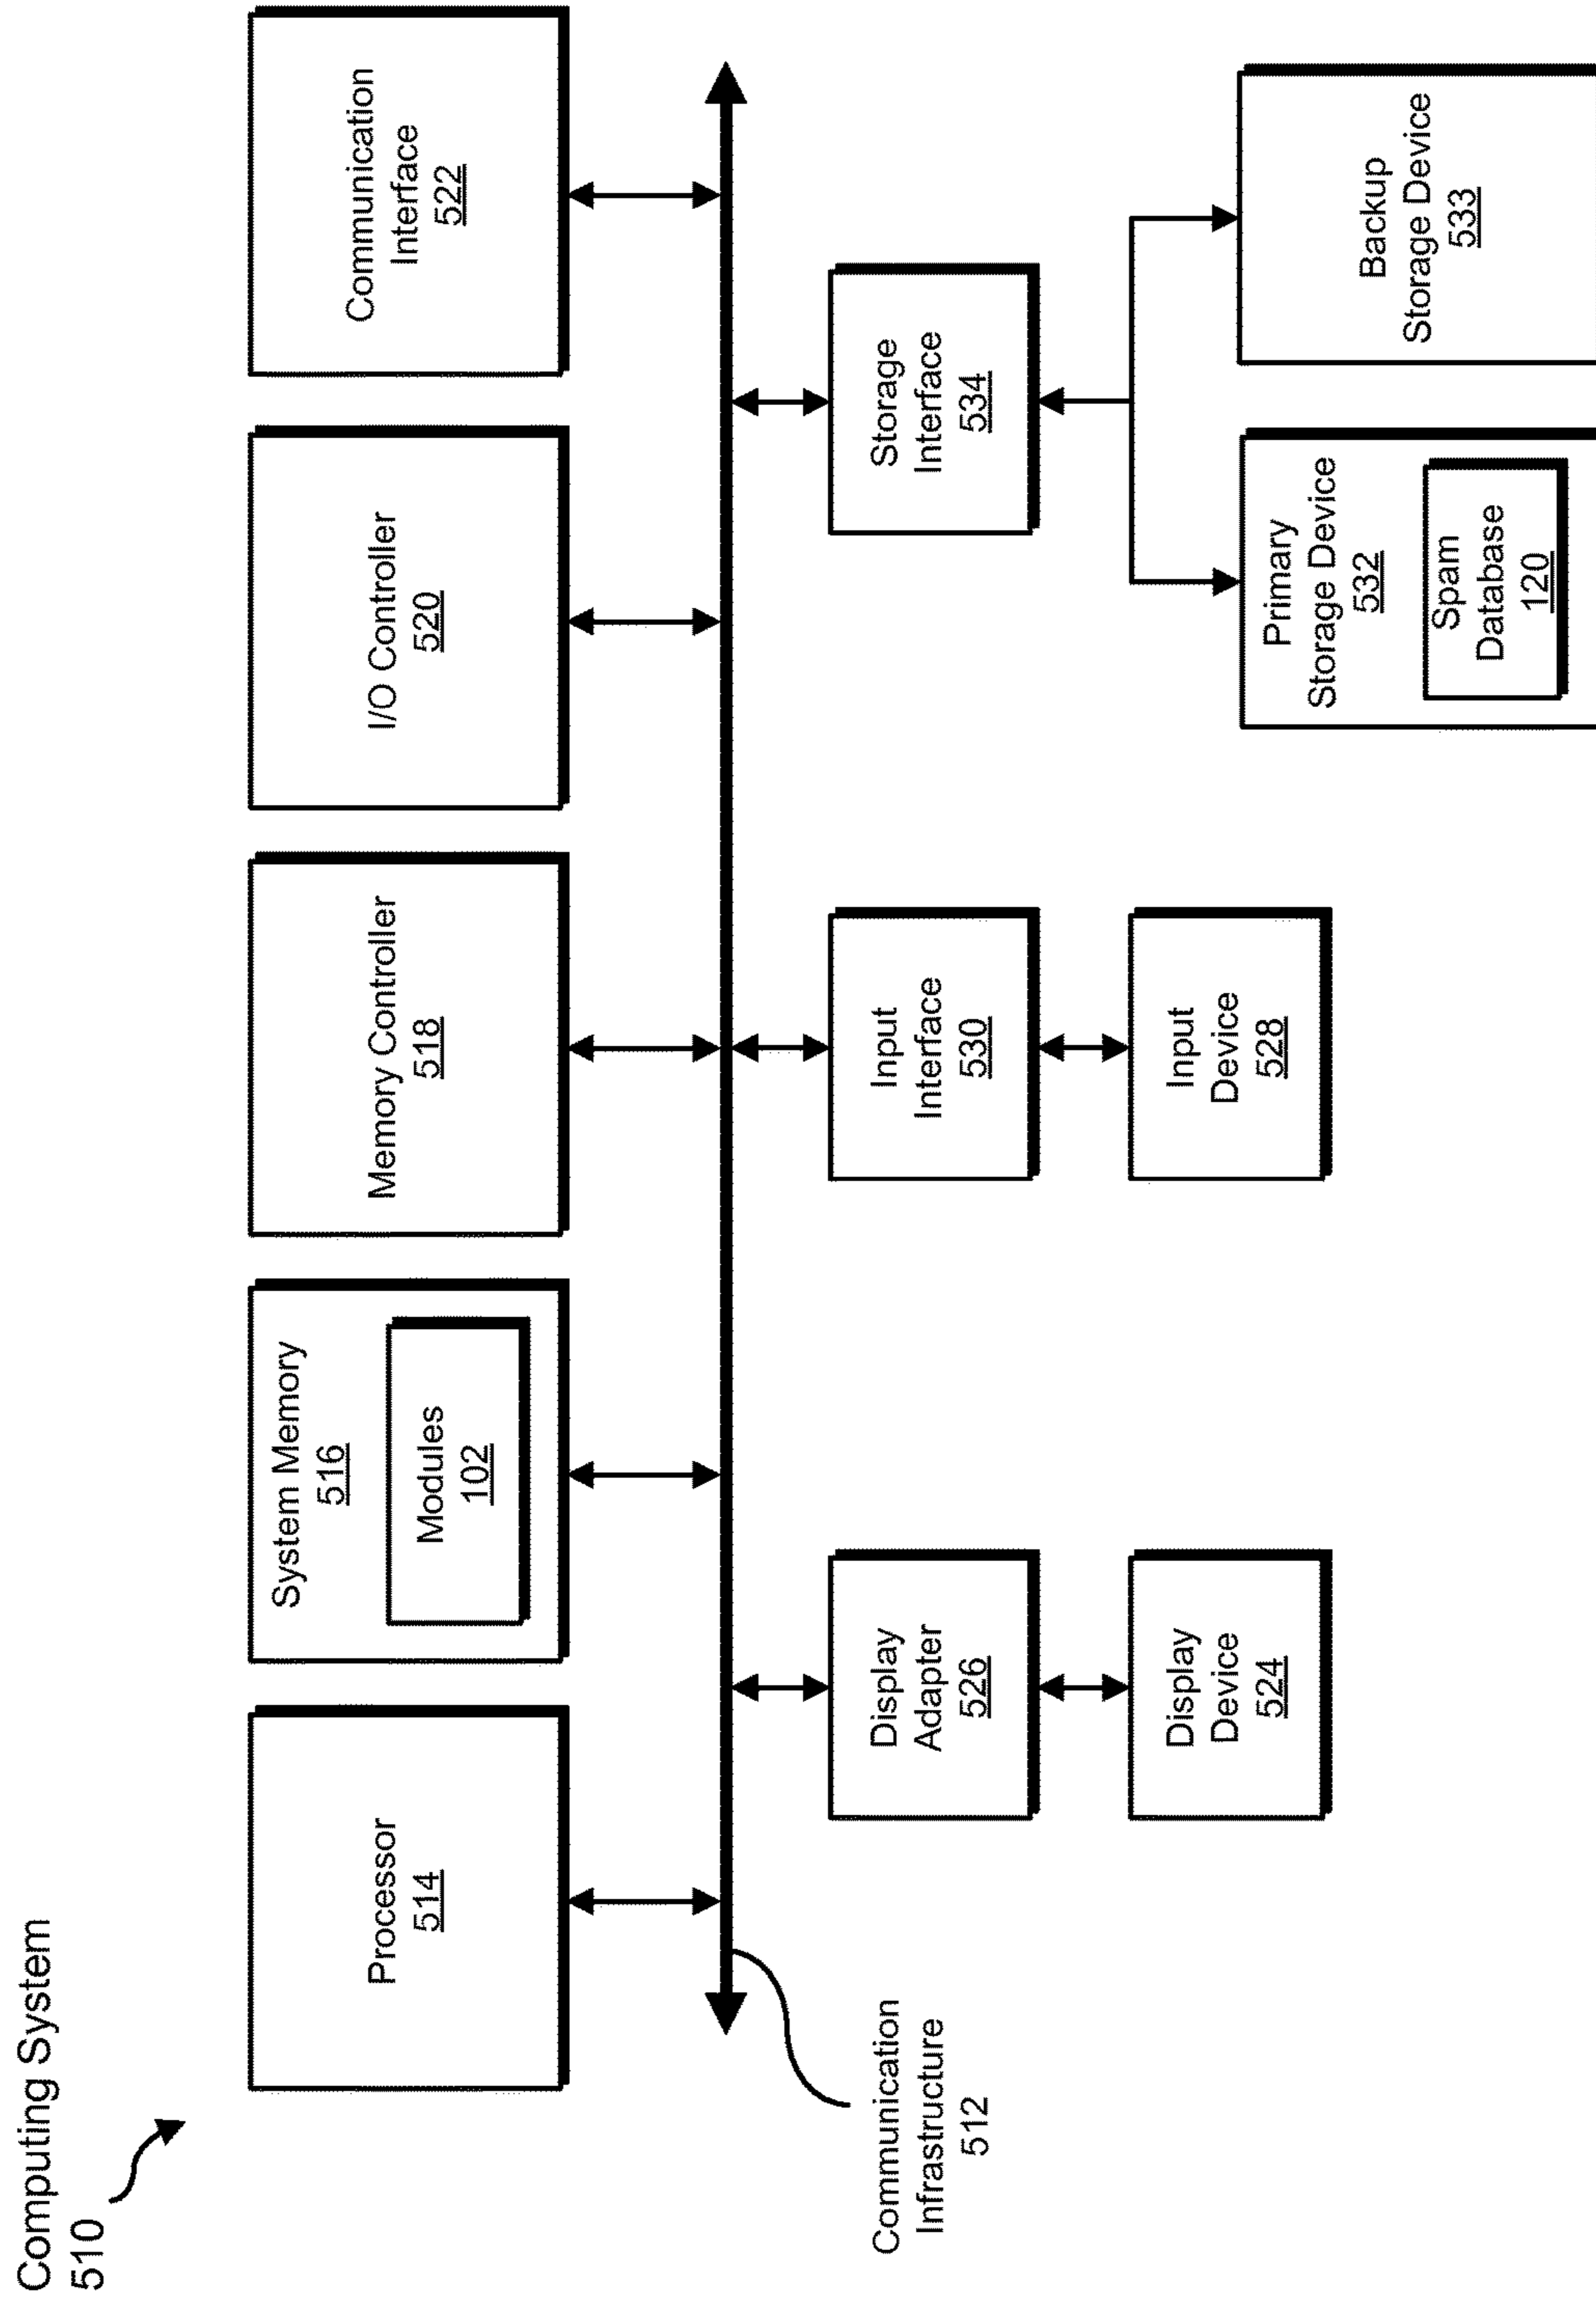 Computing System
510
Processor
514
System Memory
516
Modules
102
Memory Controller
518
I/O Controller
520
Communication
Interface
522
Communication
Infrastructure
512
Display
Adapter
526
Input
Interface
530
Storage
Interface
534
Display
Device
524
Input
Device
528
Primary
Storage Device
532
Spam
Database
120
Backup
Storage Device
533